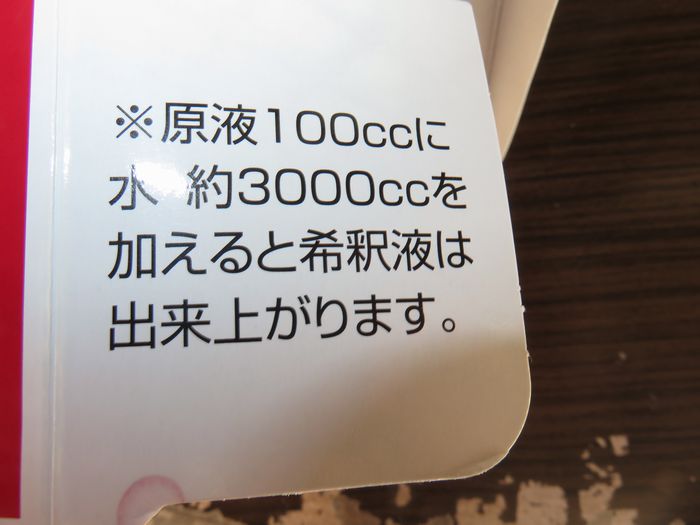 ※原液100ccに
水 約3000ccを
加えると希釈液は
出来上がります。